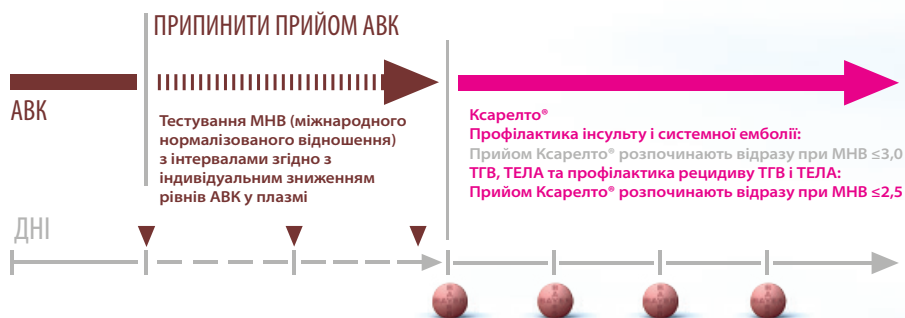 ПРИПИНИТИ ПРИЙОМ АВК
АВК
Тестування МНВ (міжнародного
нормалізованого відношення)
з інтервалами згідно з
індивідуальним зниженням
рівнів АВК у плазмі
Ксарелто®
Профілактика інсульту і системної емболії:
Прийом Ксарелто® розпочинають відразу при МНВ ≤3,0
ТГВ, ТЕЛА та профілактика рецидиву ТГВ і ТЕЛА:
Прийом Ксарелто® розпочинають відразу при МНВ ≤2,5
ДНІ